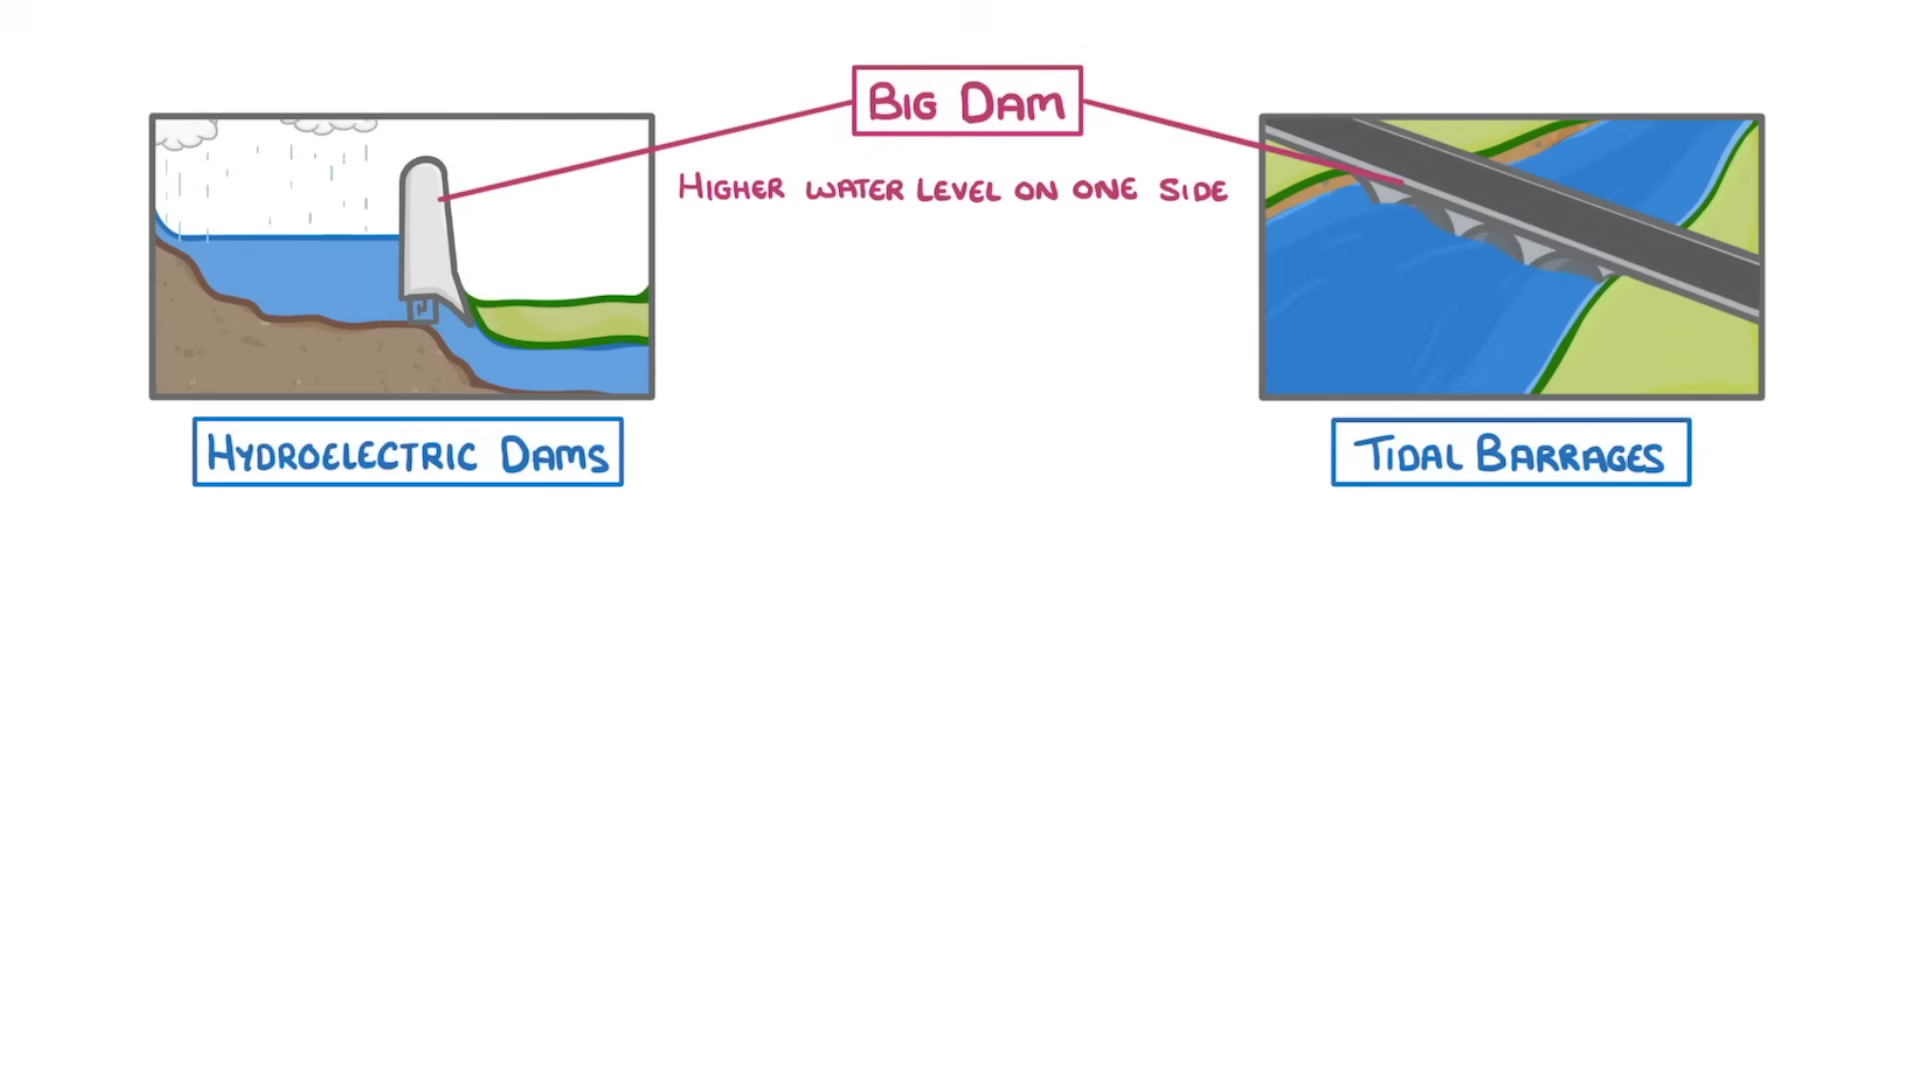 BIG DAM
HIGHER WATER LEVEL ON ONE SIDE
HYDROELECTRIC DAMS
TIDAL BARRAGES